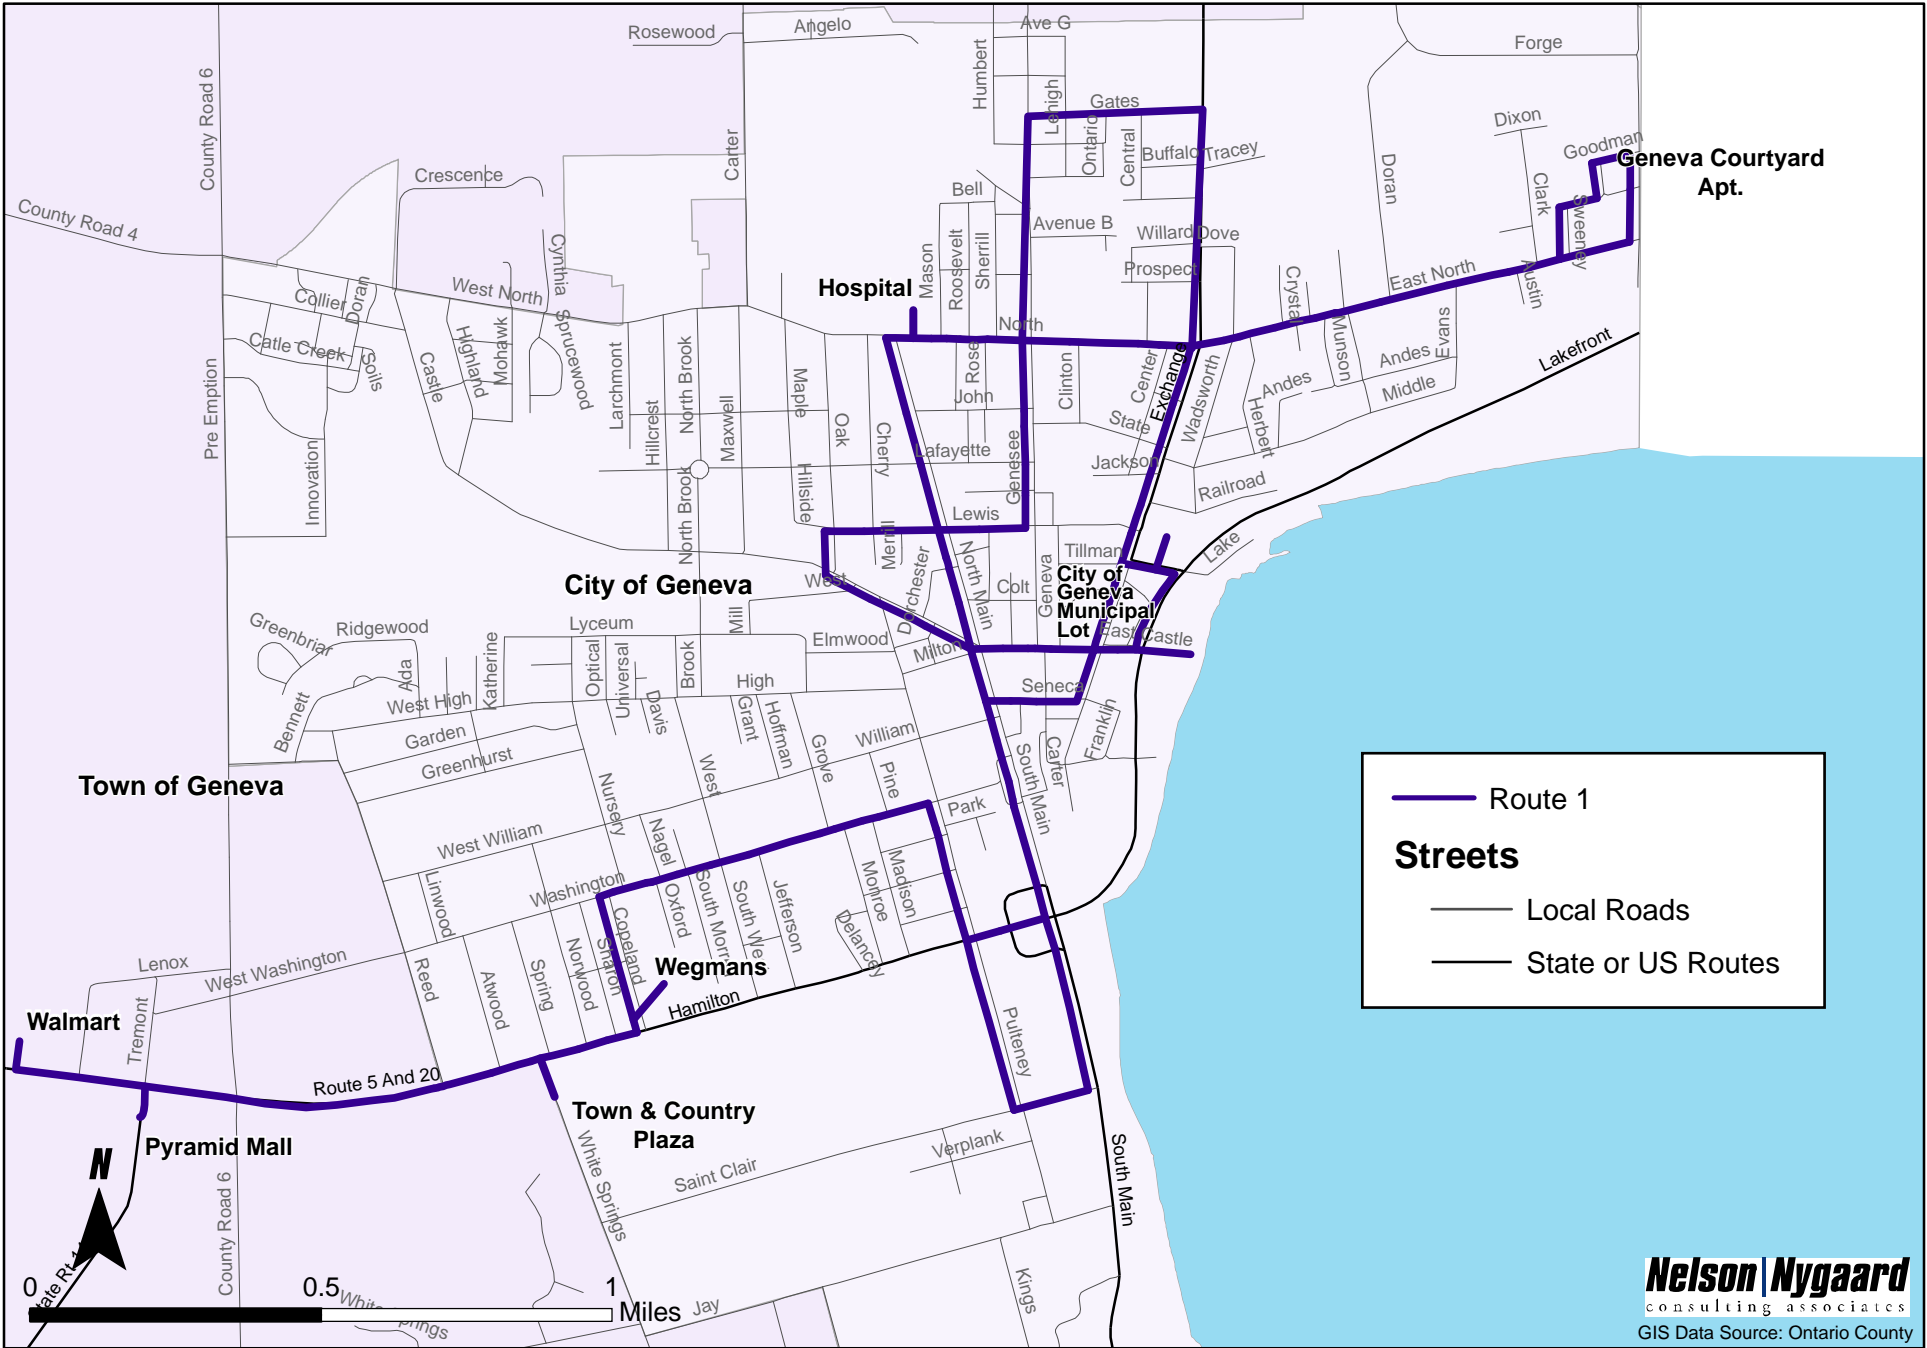 Rosewood
Angelo
Ave G
Forge
Humbert
Lehigh
Gates
County Road 6
Carter
Ontario
Central
Buffalo
Tracey
Dixon
Goodman
Geneva Courtyard
Apt.
Crescence
Bell
Doran
Clark
Sweeney
County Road 4
Mason
Roosevelt
Sherrill
Avenue B
Willard
Dove
Cynthia
Prospect
East North
Austin
Crystal
West North
Hospital
Collier
Doran
North
Sprucewood
Highland
Mohawk
Catle Creek
Soils
Castle
Pre Emption
Larchmont
Hillcrest
North Brook
Maxwell
Maple
Oak
Cherry
Rose
John
Clinton
Center
Exchange
State
Wadsworth
Munson
Evans
Andes
Andes
Middle
Herbert
Lakefront
Lafayette
Genesee
Jackson
Railroad
Innovation
North Brook
Hillside
Lewis
Merrill
Dorchester
North Main
Tillman
Lake
City of Geneva
West
Colt
Geneva
City of
Geneva
Municipal
Lot
East Castle
Greenbriar
Ridgewood
Lyceum
Mill
Elmwood
Milton
Ada
Katherine
Optical
Universal
Brook
High
Seneca
Bennett
West High
Davis
Grant
Hoffman
Franklin
Garden
Greenhurst
William
Grove
South Main
Carter
Town of Geneva
Nursery
West
Pine
Park
Route 1
Streets
Local Roads
State or US Routes
West William
Nagel
Linwood
Washington
Oxford
South West
Jefferson
Monroe
Madison
Delancey
Copeland
Sharon
Norwood
Lenox
West Washington
Reed
Atwood
Spring
Wegmans
Hamilton
Walmart
Tremont
Pulteney
Route 5 And 20
Town & Country
Plaza
Pyramid Mall
White Springs
Verplank
Saint Clair
South Main
N
County Road 6
Kings
Jay
0
0.5
1
Miles
Nelson|Nygaard
consulting associates
GIS Data Source: Ontario County